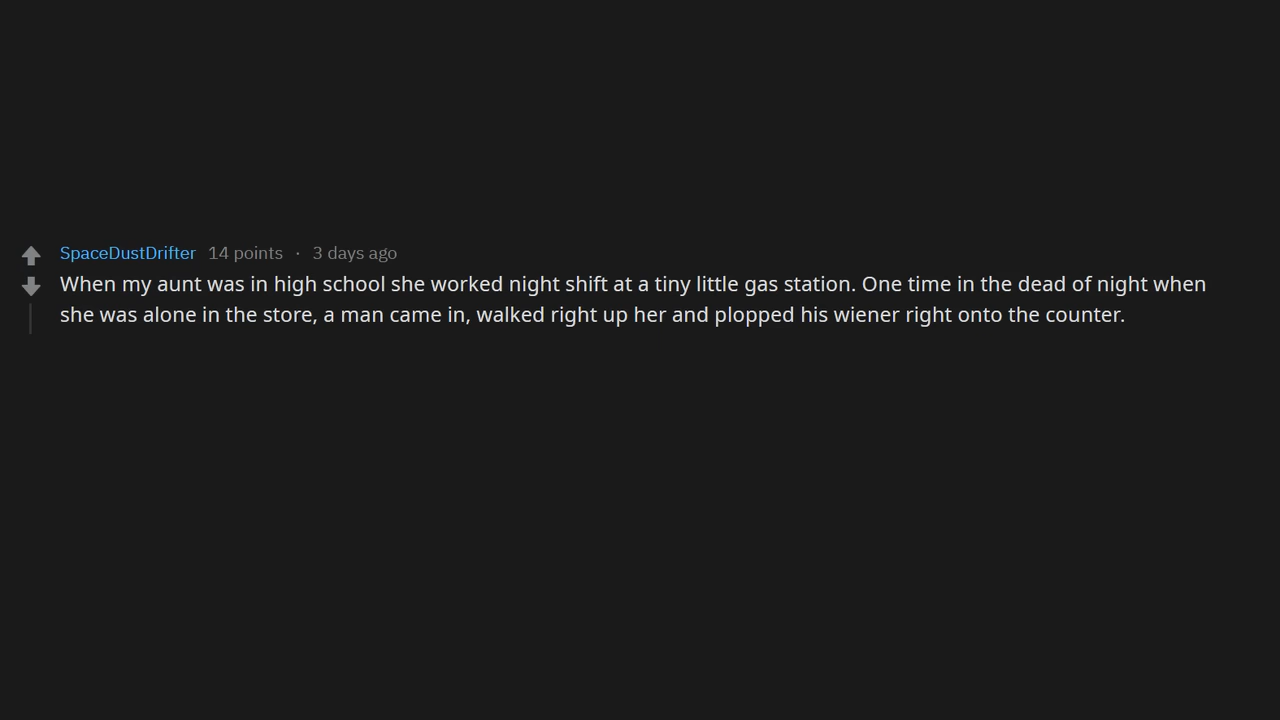 SpaceDustDrifter 14 points · 3 days ago
When my aunt was in high school she worked night shift at a tiny little gas station. One time in the dead of night when
she was alone in the store, a man came in, walked right up her and plopped his wiener right onto the counter.